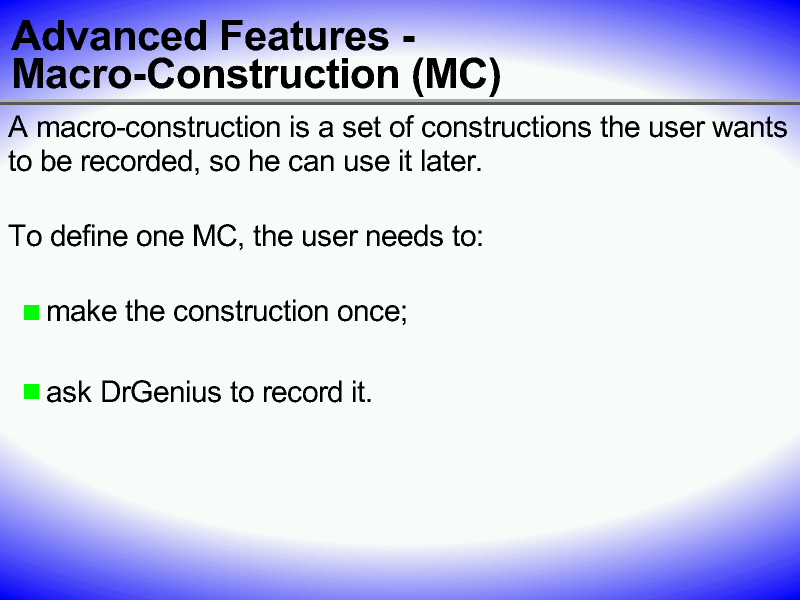 Advanced Features -
Macro-Construction (MC)
A macro-construction is a set of constructions the user wants
to be recorded, so he can use it later.
To define one MC, the user needs to:
make the construction once;
ask DrGenius to record it.